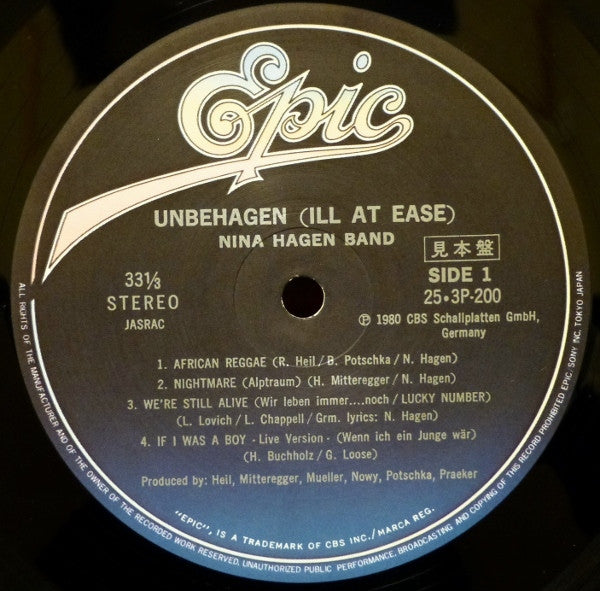 Epic
UNBEHAGEN (ILL AT EASE)
NINA HAGEN BAND
見本盤
33⅓
STEREO
JASRAC
SIDE 1
25・3P-200
Ⓟ 1980 CBS Schallplatten GmbH,
Germany
1. AFRICAN REGGAE (R. Heil/B. Potschka/N. Hagen)
2. NIGHTMARE (Alptraum) (H. Mitteregger/N. Hagen)
3. WE'RE STILL ALIVE (Wir leben immer....noch/LUCKY NUMBER)
(L. Lovich/L. Chappell/Grm. lyrics: N. Hagen)
4. IF I WAS A BOY - Live Version - (Wenn ich ein Junge wär)
(H. Buchholz/G. Loose)
Produced by: Heil, Mitteregger, Mueller, Nowy, Potschka, Praeker
"EPIC", IS A TRADEMARK OF CBS INC./MARCA REG.
ALL RIGHTS OF THE MANUFACTURER AND OF THE OWNER OF THE RECORDED WORK RESERVED. UNAUTHORIZED PUBLIC PERFORMANCE, BROADCASTING AND COPYING OF THIS RECORD PROHIBITED EPIC, SONY INC. TOKYO JAPAN